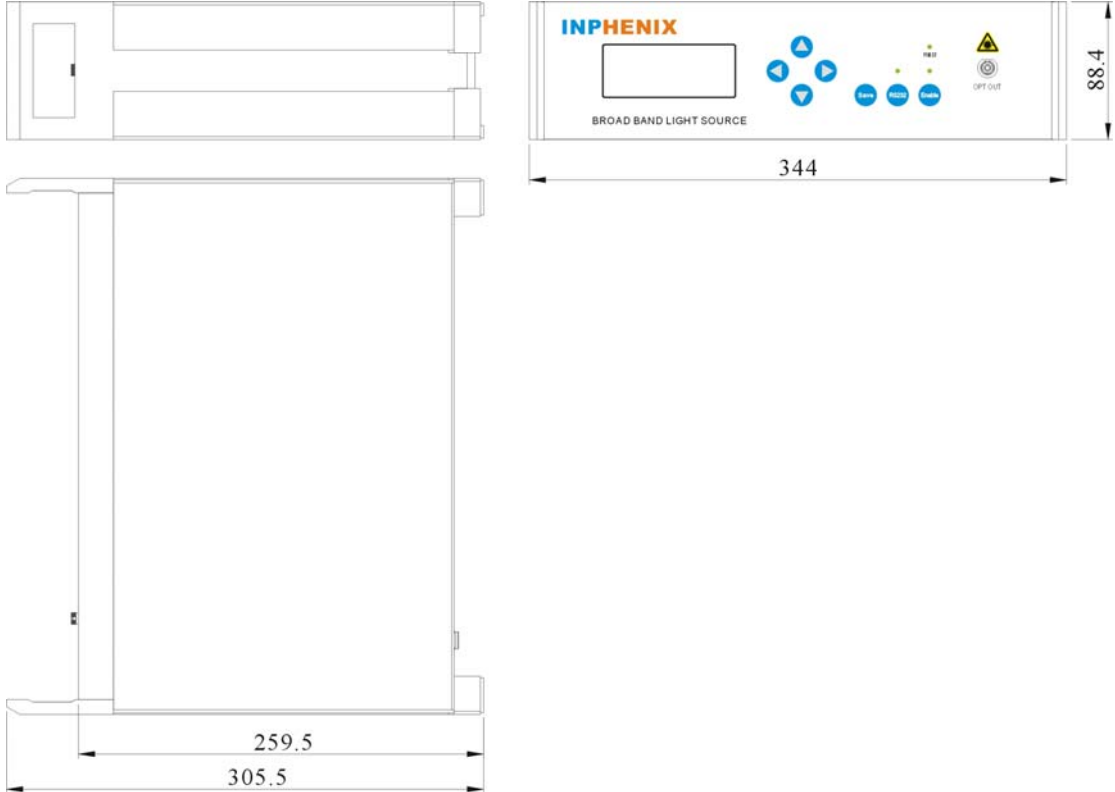 INPHENIX
BROAD BAND LIGHT SOURCE
Save
RS232
Enable
OPT OUT
88.4
344
259.5
305.5